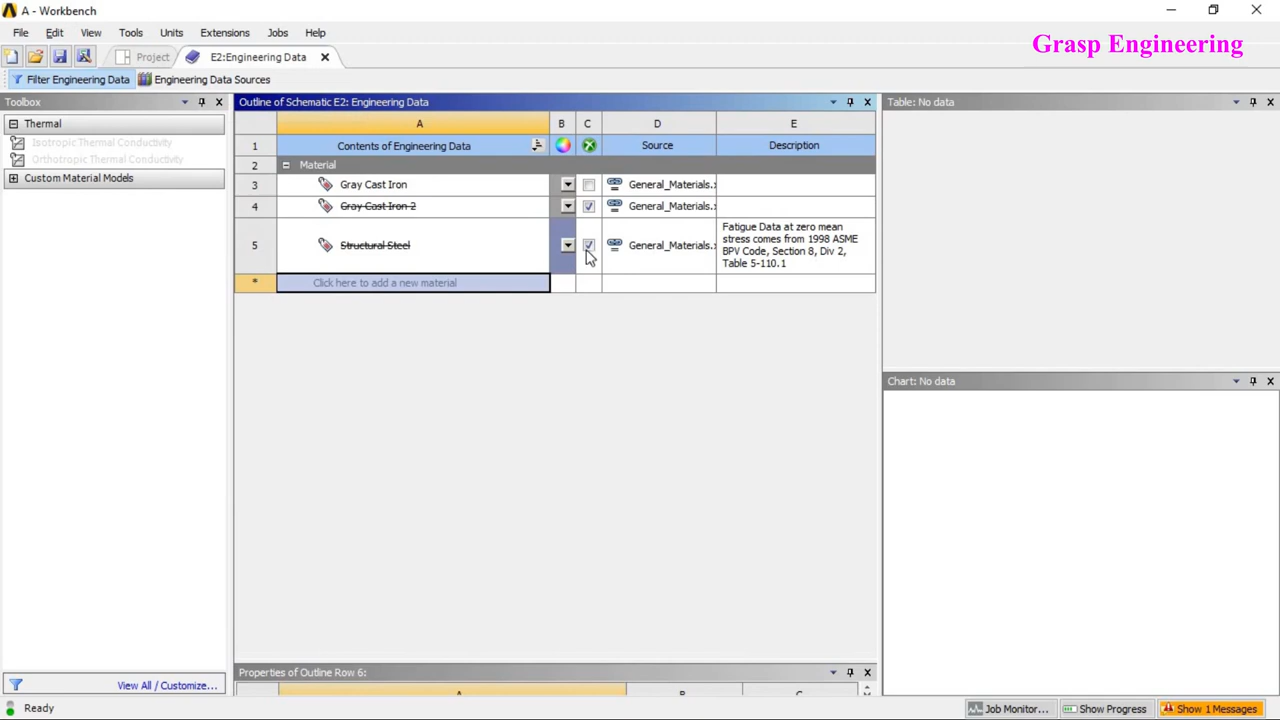 A - Workbench
File Edit View Tools Units Extensions Jobs Help
Grasp Engineering
Project E2:Engineering Data
Filter Engineering Data Engineering Data Sources
Toolbox
Outline of Schematic E2: Engineering Data
Table: No data
Thermal
Isotropic Thermal Conductivity
Orthotropic Thermal Conductivity
Custom Material Models
A B C D E
1 Contents of Engineering Data Source Description
2 Material
3 Gray Cast Iron General_Materials.
4 Gray Cast Iron 2 General_Materials.
5 Structural Steel General_Materials.
Fatigue Data at zero mean
stress comes from 1998 ASME
BPV Code, Section 8, Div 2,
Table 5-110.1
* Click here to add a new material
Chart: No data
Properties of Outline Row 6:
A B C
View All / Customize...
Ready
Job Monitor... Show Progress Show 1 Messages